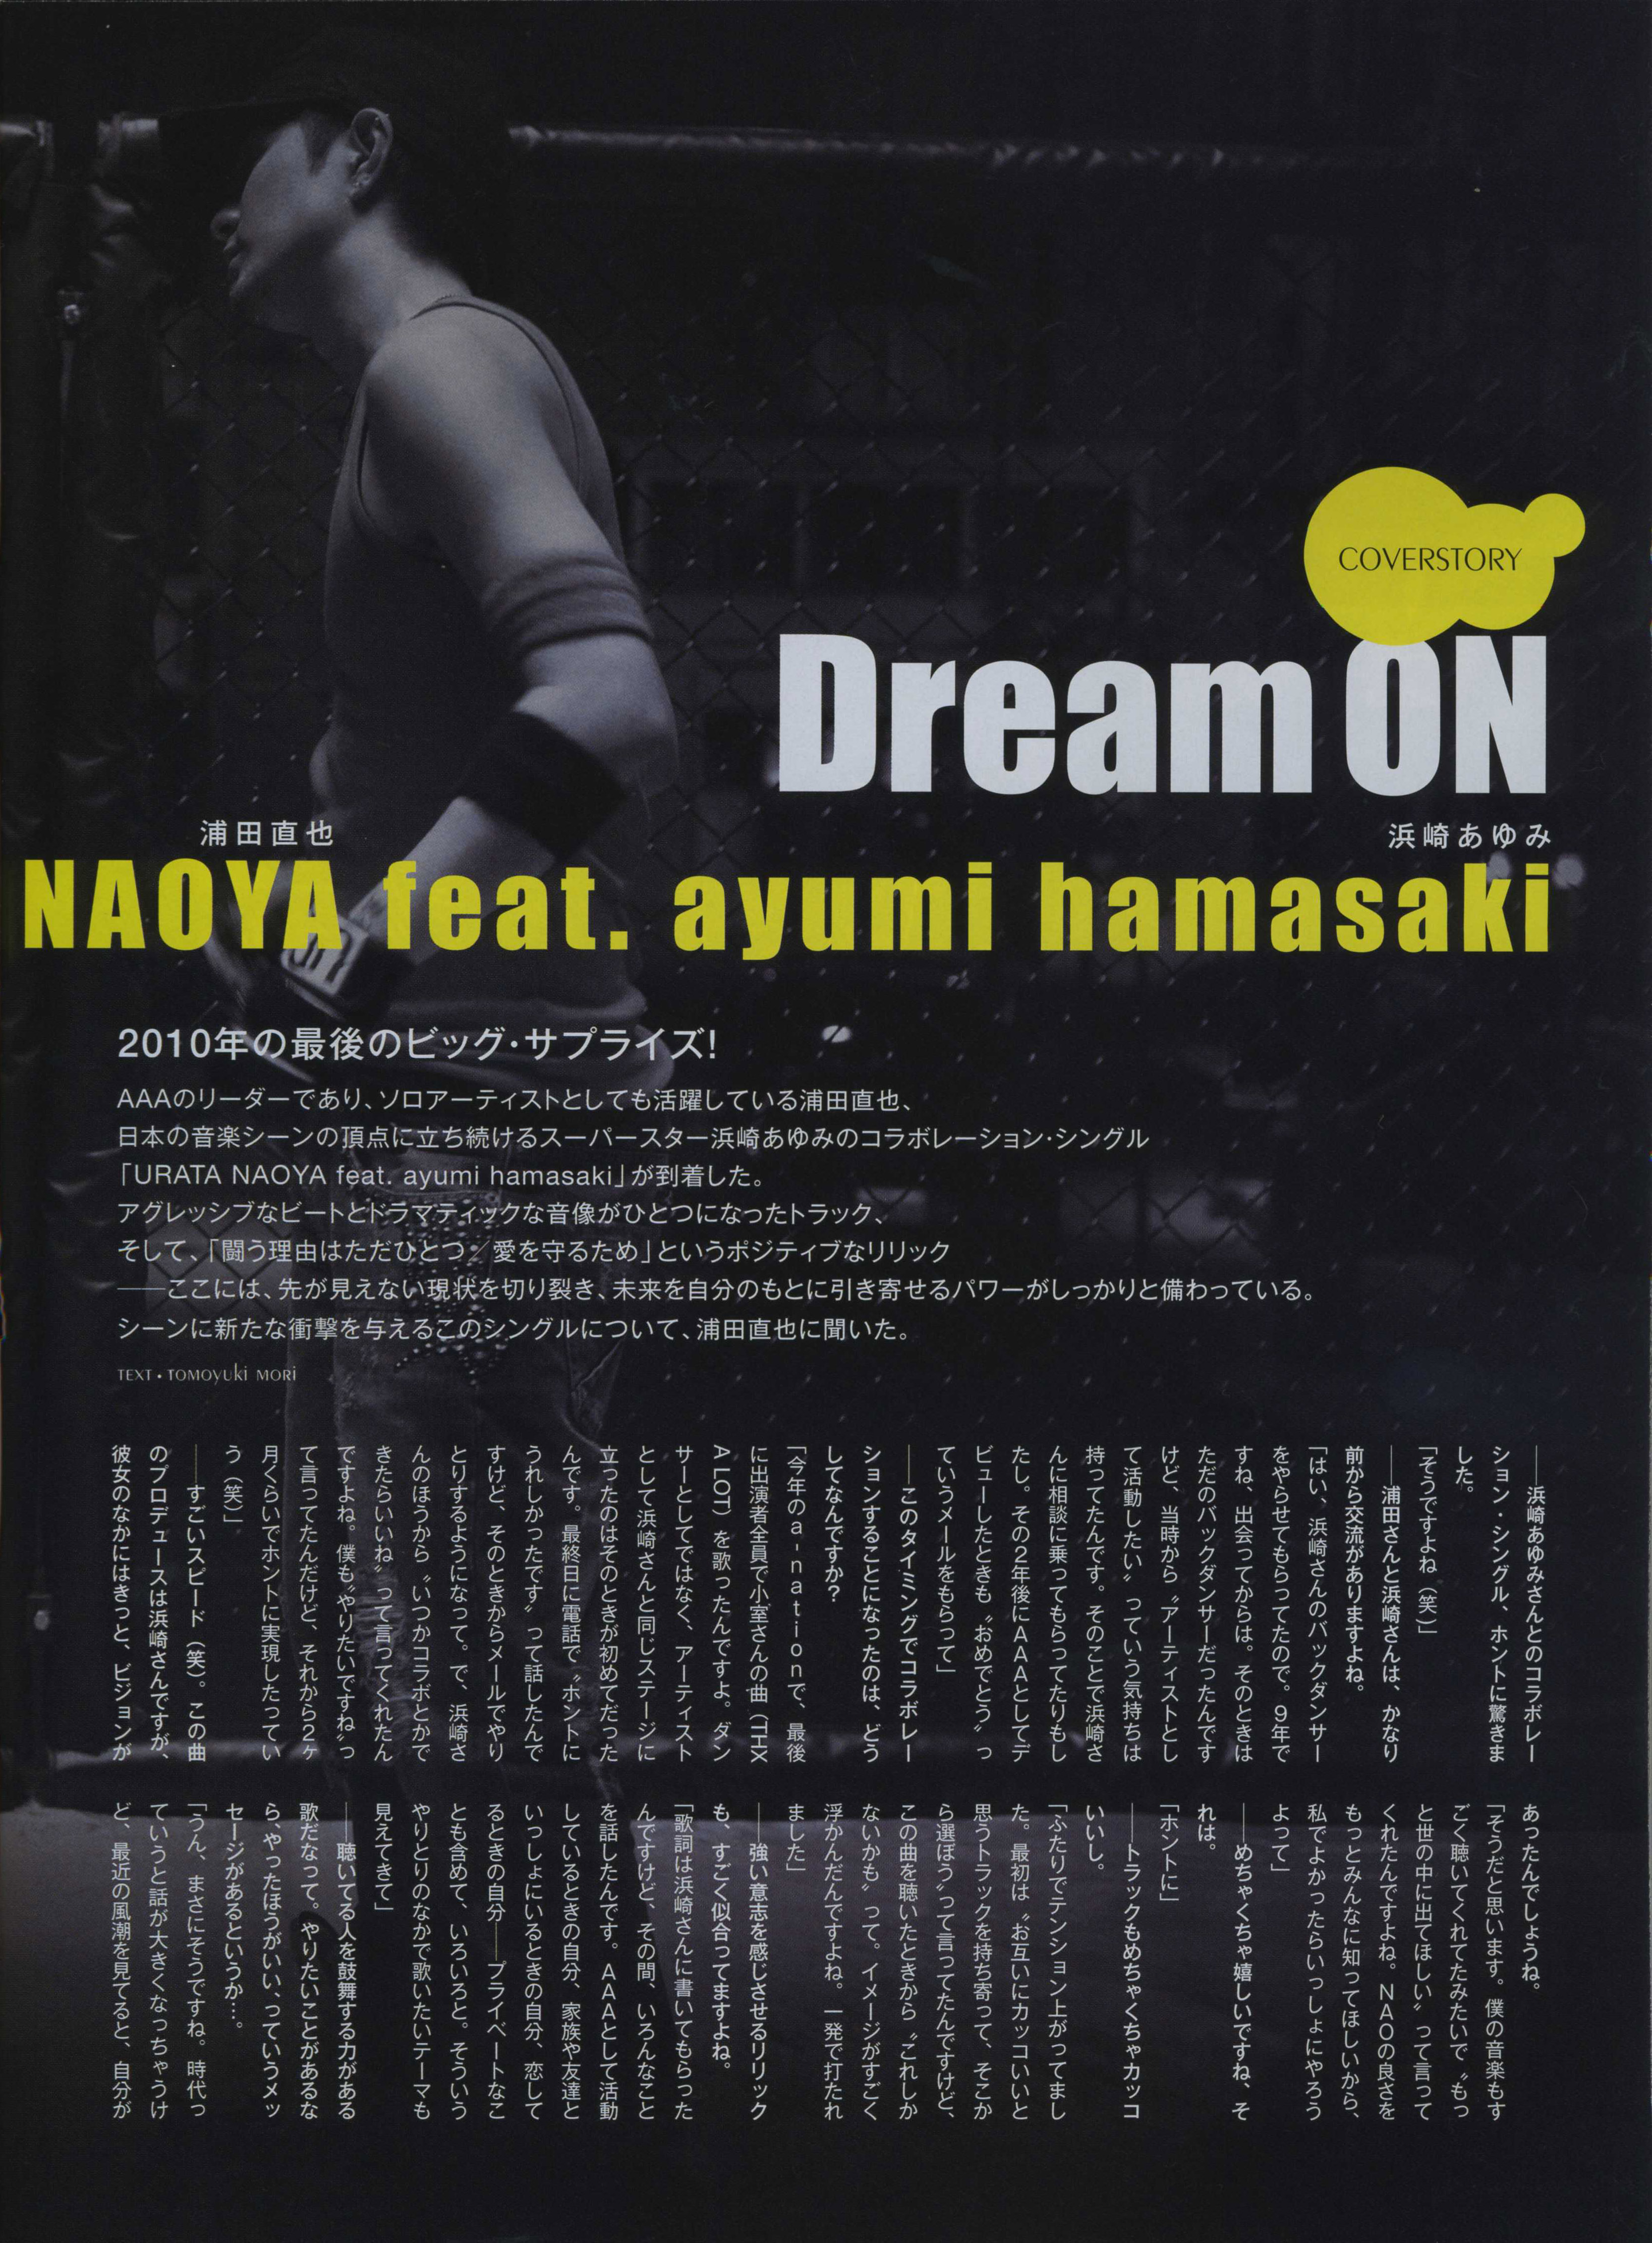 COVERSTORY
Dream ON
浦田直也
浜崎あゆみ
NAOYA feat. ayumi hamasaki
2010年の最後のビッグ・サプライズ!
AAAのリーダーであり、ソロアーティストとしても活躍している浦田直也、
日本の音楽シーンの頂点に立ち続けるスーパースター浜崎あゆみのコラボレーション・シングル
「URATA NAOYA feat. ayumi hamasaki」が到着した。
アグレッシブなビートとドラマティックな音像がひとつになったトラック、
そして、「闘う理由はただひとつ／愛を守るため」というポジティブなリリック
──ここには、先が見えない現状を切り裂き、未来を自分のもとに引き寄せるパワーがしっかりと備わっている。
シーンに新たな衝撃を与えるこのシングルについて、浦田直也に聞いた。
TEXT・TOMOYUki MORi
──浜崎あゆみさんとのコラボレー
ション・シングル、ホントに驚きま
した。
「そうですよね（笑）」
──浦田さんと浜崎さんは、かなり
前から交流がありますよね。
「はい、浜崎さんのバックダンサー
をやらせてもらってたので。9年で
すね、出会ってからは。そのときは
ただのバックダンサーだったんです
けど、当時から〝アーティストとし
て活動したい〟っていう気持ちは
持ってたんです。そのことで浜崎さ
んに相談に乗ってもらってたりもし
たし。その2年後にAAAとしてデ
ビューしたときも〝おめでとう〟っ
ていうメールをもらって」
──このタイミングでコラボレー
ションすることになったのは、どう
してなんですか？
「今年のa-nationで、最後
に出演者全員で小室さんの曲（THX
A LOT）を歌ったんですよ。ダン
サーとしてではなく、アーティスト
として浜崎さんと同じステージに
立ったのはそのときが初めてだった
んです。最終日に電話で〝ホントに
うれしかったです〟って話したんで
すけど、そのときからメールでやり
とりするようになって。で、浜崎さ
んのほうから〝いつかコラボとかで
きたらいいね〟って言ってくれたん
ですよね。僕も〝やりたいですね〟っ
て言ってたんだけど、それから2ヶ
月くらいでホントに実現したってい
う（笑）」
──すごいスピード（笑）。この曲
のプロデュースは浜崎さんですが、
彼女のなかにはきっと、ビジョンが
あったんでしょうね。
「そうだと思います。僕の音楽もす
ごく聴いてくれてたみたいで〝もっ
と世の中に出てほしい〟って言って
くれたんですよね。NAOの良さを
もっとみんなに知ってほしいから、
私でよかったらいっしょにやろう
よって」
──めちゃくちゃ嬉しいですね、そ
れは。
「ホントに」
──トラックもめちゃくちゃカッコ
いいし。
「ふたりでテンション上がってまし
た。最初は〝お互いにカッコいいと
思うトラックを持ち寄って、そこか
ら選ぼう〟って言ってたんですけど、
この曲を聴いたときから〝これしか
ないかも〟って。イメージがすごく
浮かんだんですよね。一発で打たれ
ました」
──強い意志を感じさせるリリック
も、すごく似合ってますよね。
「歌詞は浜崎さんに書いてもらった
んですけど、その間、いろんなこと
を話したんです。AAAとして活動
しているときの自分、家族や友達と
いっしょにいるときの自分、恋して
るときの自分──プライベートなこ
とも含めて、いろいろと。そういう
やりとりのなかで歌いたいテーマも
見えてきて」
──聴いてる人を鼓舞する力がある
歌だなって。やりたいことがあるな
ら、やったほうがいい、っていうメッ
セージがあるというか…。
「うん、まさにそうですね。時代っ
ていうと話が大きくなっちゃうけ
ど、最近の風潮を見てると、自分が